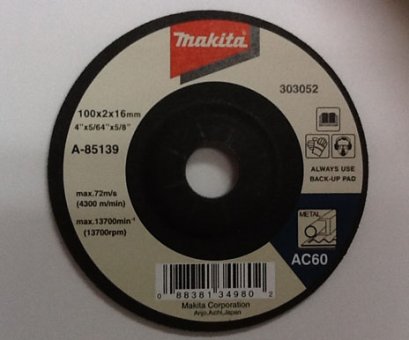 makita
303052
100x2x16mm
4"x5/64"x5/8"
A-85139
ALWAYS USE
BACK-UP PAD
max.72m/s
(4300 m/min)
max.13700min⁻¹
(13700rpm)
METAL
AC60
0 88381 34980 2
Makita Corporation
Anjo,Aichi,Japan